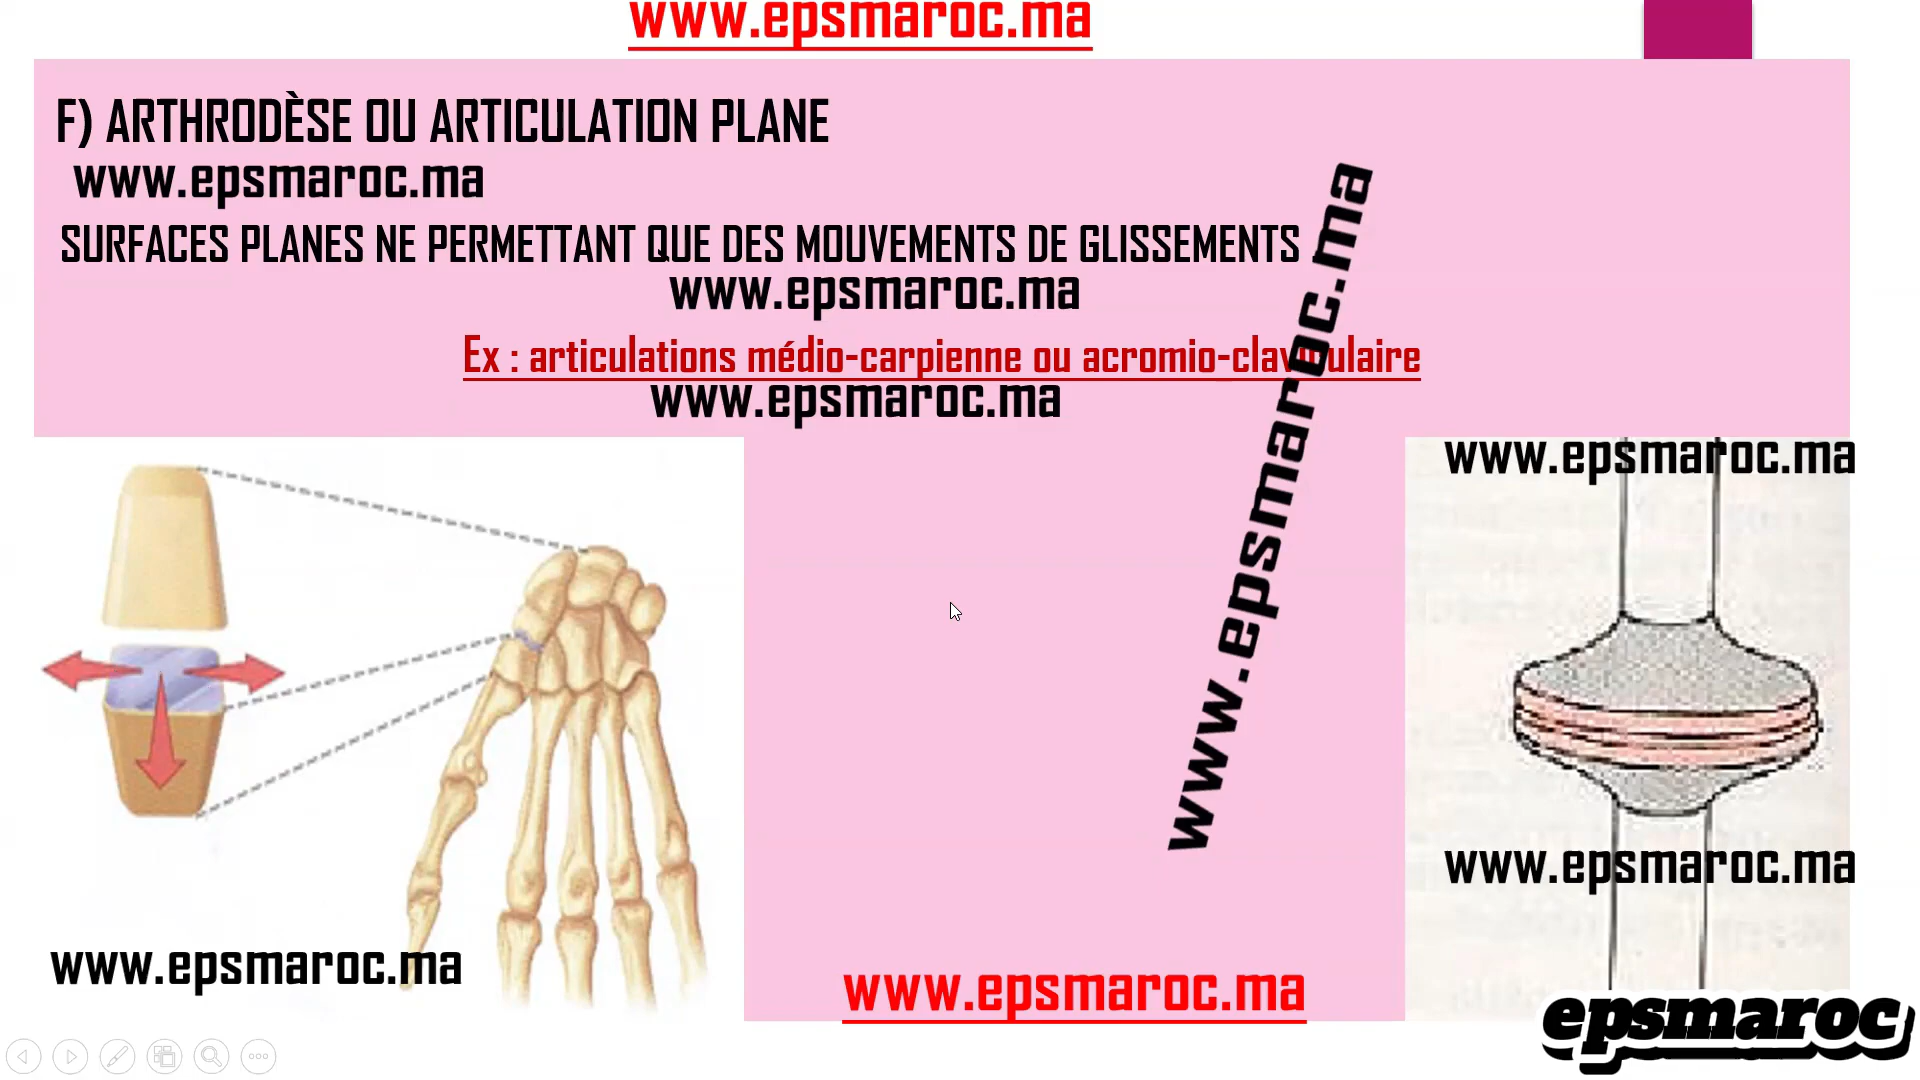 www.epsmaroc.ma
F) ARTHRODÈSE OU ARTICULATION PLANE
www.epsmaroc.ma
SURFACES PLANES NE PERMETTANT QUE DES MOUVEMENTS DE GLISSEMENTS
www.epsmaroc.ma
Ex : articulations médio-carpienne ou acromio-claviculaire
www.epsmaroc.ma
www.epsmaroc.ma
www.epsmaroc.ma
www.epsmaroc.ma
www.epsmaroc.ma
www.epsmaroc.ma
epsmaroc